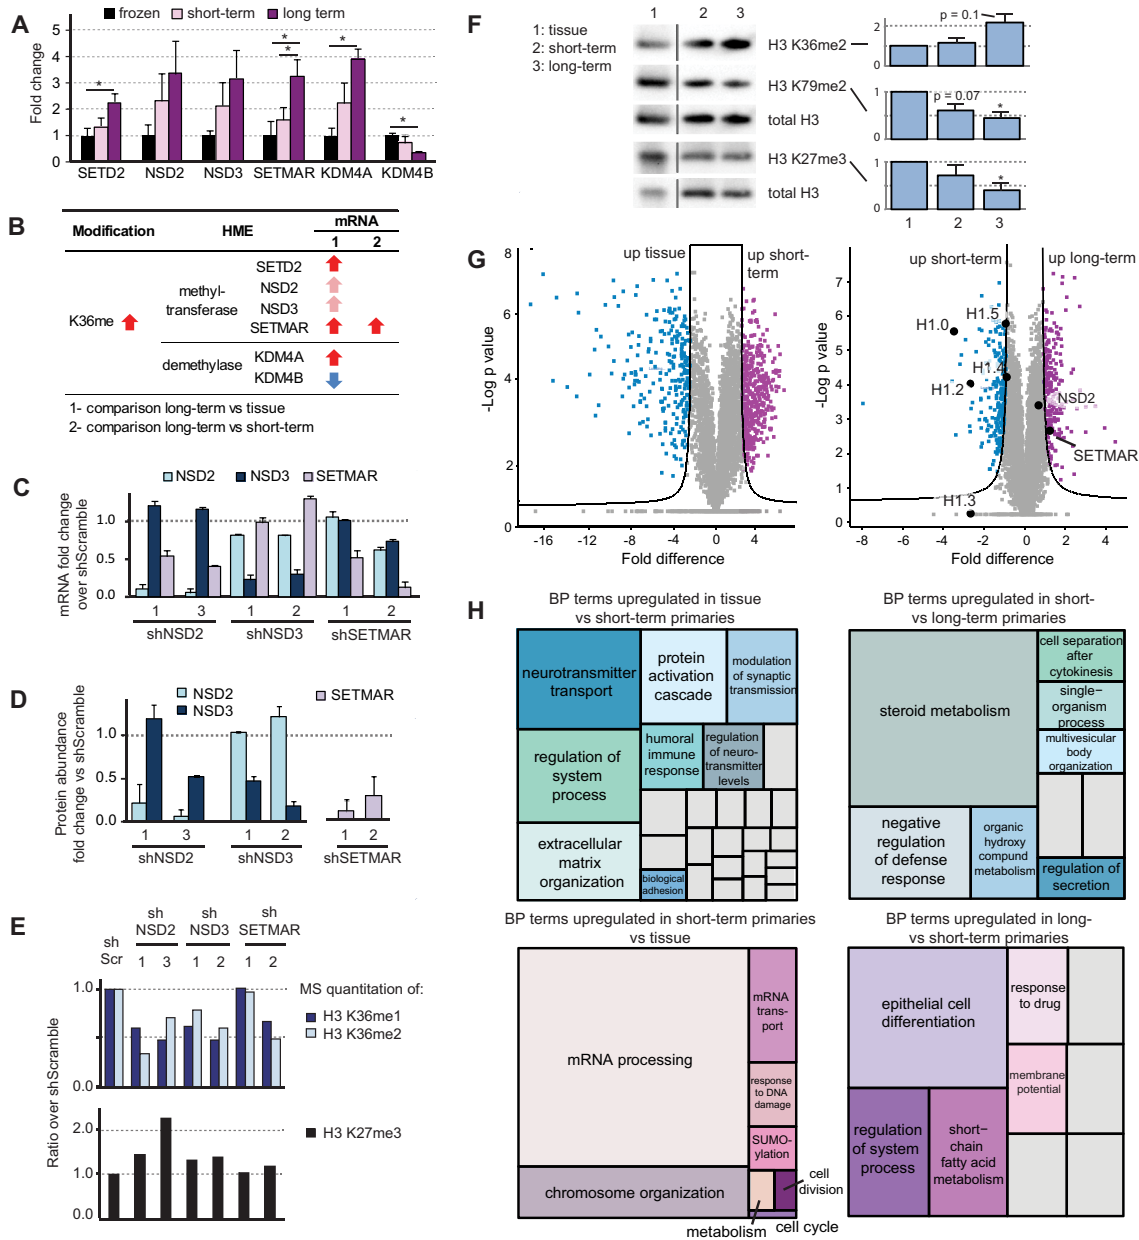 A
frozen short-term long term
Fold change
5
4
3
2
1
0
* * * * *
SETD2 NSD2 NSD3 SETMAR KDM4A KDM4B
B
Modification HME mRNA
1 2
K36me
methyl-
transferase
SETD2
NSD2
NSD3
SETMAR
demethylase
KDM4A
KDM4B
1- comparison long-term vs tissue
2- comparison long-term vs short-term
C
NSD2 NSD3 SETMAR
mRNA fold change
over shScramble
1.0
0.5
0.0
1 3 1 2 1 2
shNSD2 shNSD3 shSETMAR
D
NSD2
NSD3
SETMAR
Protein abundance
fold change vs shScramble
1.0
0.5
0
1 3 1 2 1 2
shNSD2 shNSD3 shSETMAR
E
sh sh sh
NSD2 NSD3 SETMAR
sh
Scr 1 3 1 2 1 2
Ratio over shScramble
1.0
0.5
0.0
MS quantitation of:
H3 K36me1
H3 K36me2
2.0
1.0
0.0
H3 K27me3
F
1: tissue
2: short-term
3: long-term
1 2 3
H3 K36me2
H3 K79me2
total H3
H3 K27me3
total H3
p = 0.1
2
0
p = 0.07
*
1
0
*
1
0
1 2 3
G
up tissue up short-
term
-Log p value
6
4
2
0
-16 -12 -8 -4 0 4
Fold difference
up short-term up long-term
-Log p value
7
6
5
4
3
2
1
0
H1.0
H1.5
H1.4
H1.2
NSD2
SETMAR
H1.3
-8 -6 -4 -2 0 2 4
Fold difference
H
BP terms upregulated in tissue
vs short-term primaries
neurotransmitter
transport
protein
activation
cascade
modulation
of synaptic
transmission
regulation of
system
process
humoral
immune
response
regulation
of neuro-
transmitter
levels
extracellular
matrix
organization
biological
adhesion
BP terms upregulated in short-
vs long-term primaries
steroid metabolism
cell separation
after
cytokinesis
single-
organism
process
multivesicular
body
organization
negative
regulation
of defense
response
organic
hydroxy
compund
metabolism
regulation of
secretion
BP terms upregulated in short-term primaries
vs tissue
mRNA processing
mRNA
trans-
port
response
to DNA
damage
SUMO-
ylation
chromosome organization
cell
division
metabolism
cell cycle
BP terms upregulated in long-
vs short-term primaries
epithelial cell
differentiation
response
to drug
membrane
potential
regulation
of system
process
short-
chain
fatty acid
metabolism